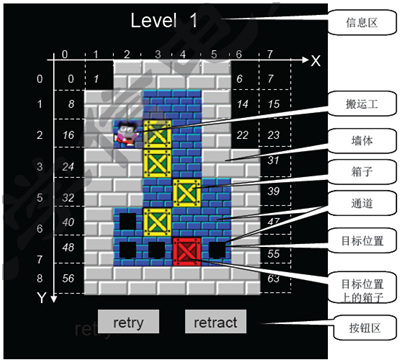 Level 1
信息区
0 1 2 3 4 5 6 7
X
0 0 1 6 7
1 8 14 15
搬运工
2 16 22 23
墙体
3 24 31
箱子
4
5 32 39
通道
6 40 47
目标位置
7 48 55
8 56 63
目标位置
上的箱子
Y
retry retract
按钮区